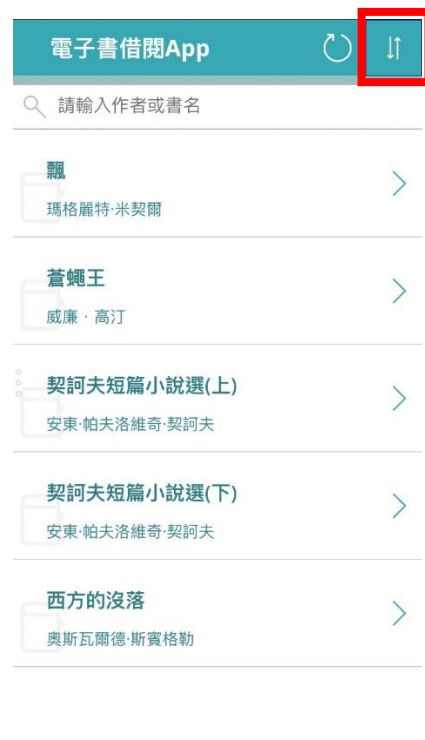 電子書借閱App
請輸入作者或書名
飄
瑪格麗特·米契爾
蒼蠅王
威廉．高汀
契訶夫短篇小說選(上)
安東·帕夫洛維奇·契訶夫
契訶夫短篇小說選(下)
安東·帕夫洛維奇·契訶夫
西方的沒落
奧斯瓦爾德·斯賓格勒